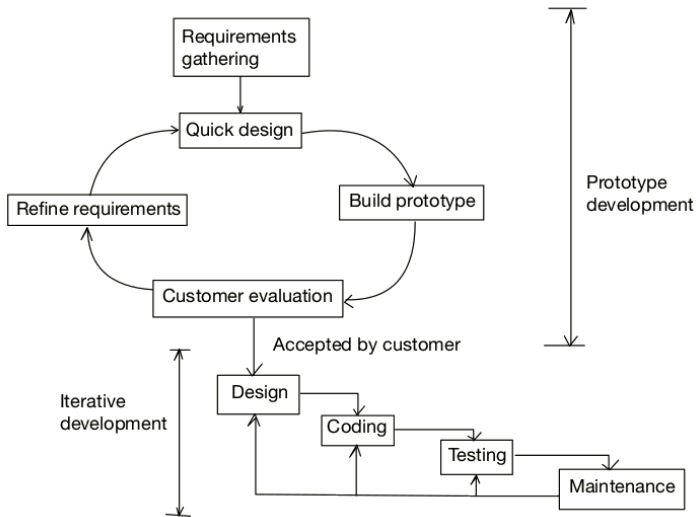 Requirements
gathering
Quick design
Refine requirements
Build prototype
Prototype
development
Customer evaluation
Accepted by customer
Iterative
development
Design
Coding
Testing
Maintenance